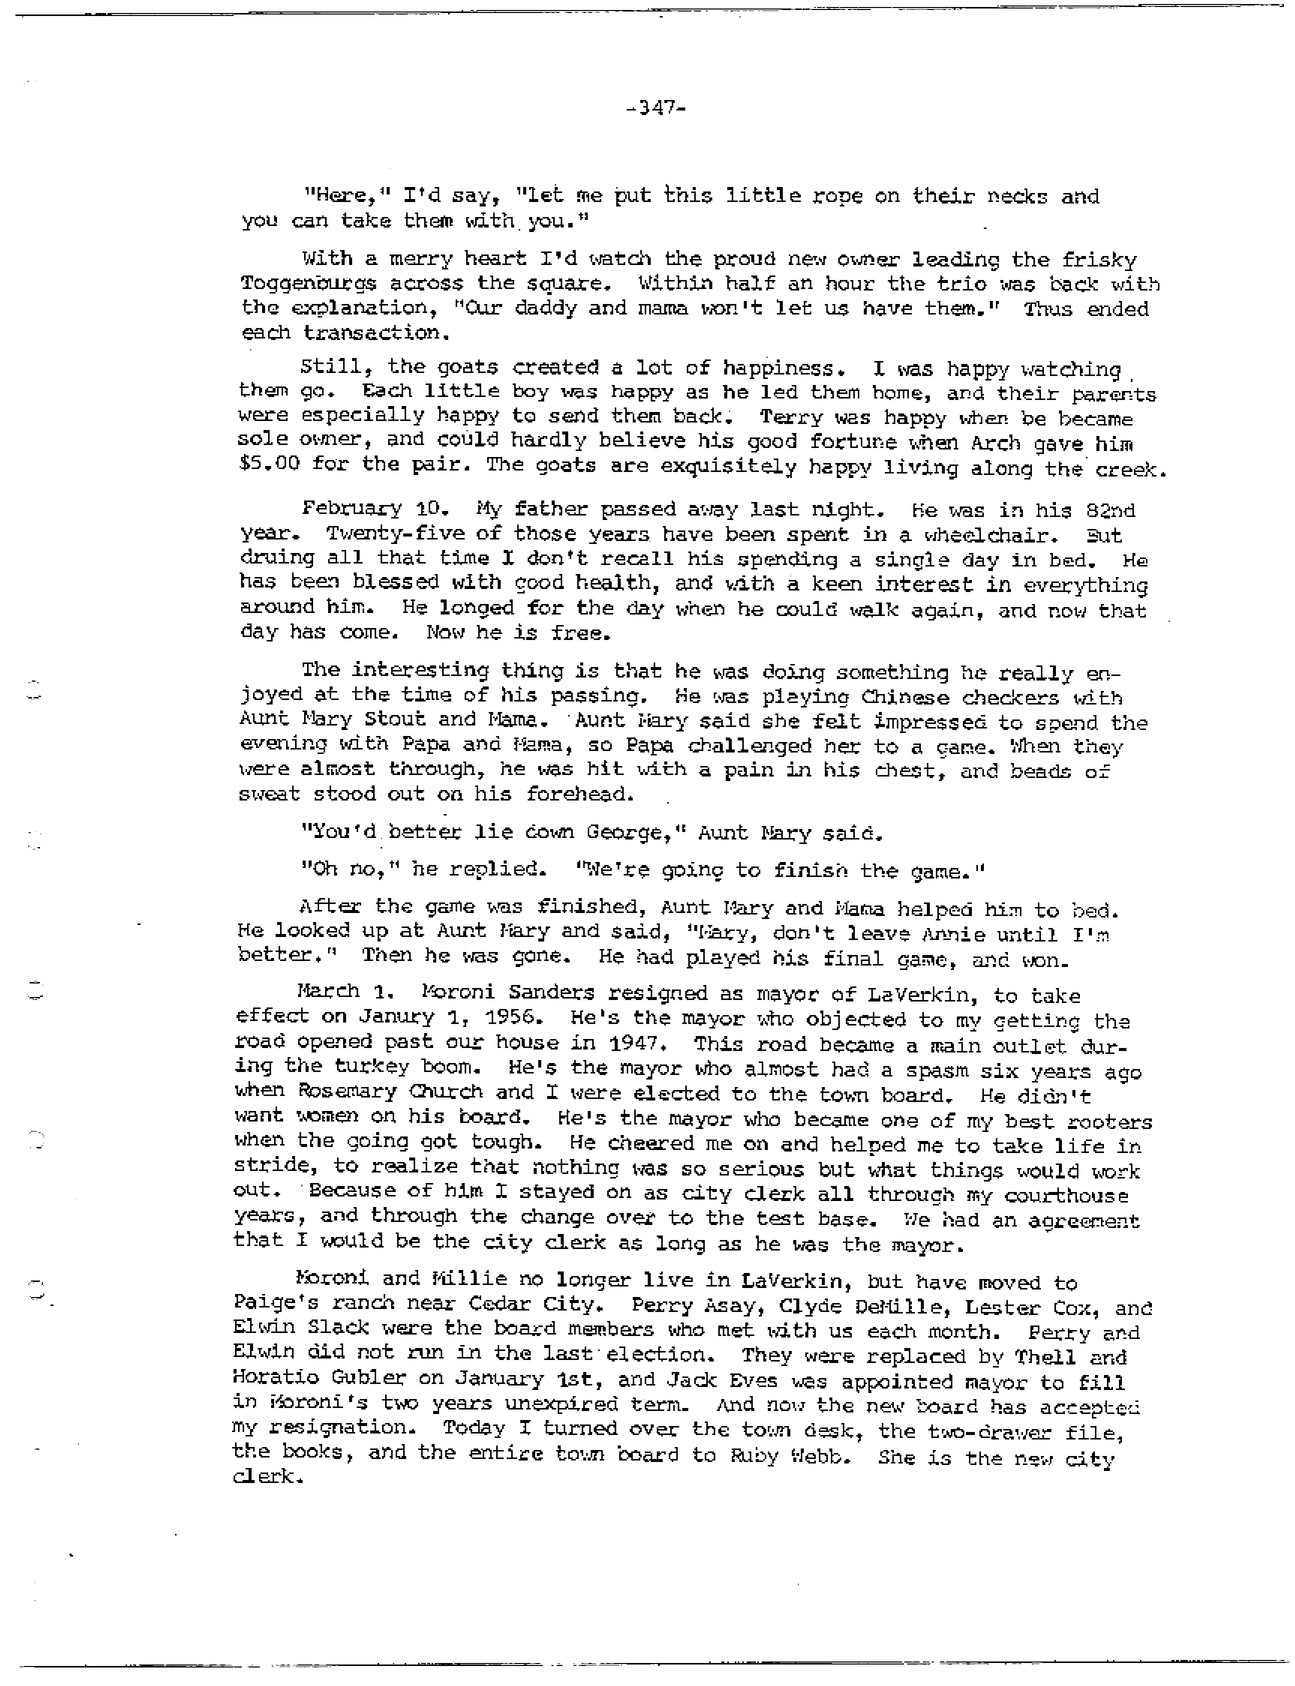 -347-
"Here," I'd say, "let me put this little rope on their necks and
you can take them with you."
With a merry heart I'd watch the proud new owner leading the frisky
Toggenburgs across the square. Within half an hour the trio was back with
the explanation, "Our daddy and mama won't let us have them." Thus ended
each transaction.
Still, the goats created a lot of happiness. I was happy watching
them go. Each little boy was happy as he led them home, and their parents
were especially happy to send them back. Terry was happy when be became
sole owner, and could hardly believe his good fortune when Arch gave him
$5.00 for the pair. The goats are exquisitely happy living along the creek.
February 10. My father passed away last night. He was in his 82nd
year. Twenty-five of those years have been spent in a wheelchair. But
druing all that time I don't recall his spending a single day in bed. He
has been blessed with good health, and with a keen interest in everything
around him. He longed for the day when he could walk again, and now that
day has come. Now he is free.
The interesting thing is that he was doing something he really en-
joyed at the time of his passing. He was playing Chinese checkers with
Aunt Mary Stout and Mama. Aunt Mary said she felt impressed to spend the
evening with Papa and Mama, so Papa challenged her to a game. When they
were almost through, he was hit with a pain in his chest, and beads of
sweat stood out on his forehead.
"You'd better lie down George," Aunt Mary said.
"Oh no," he replied. "We're going to finish the game."
After the game was finished, Aunt Mary and Mama helped him to bed.
He looked up at Aunt Mary and said, "Mary, don't leave Annie until I'm
better." Then he was gone. He had played his final game, and won.
March 1. Moroni Sanders resigned as mayor of LaVerkin, to take
effect on Janury 1, 1956. He's the mayor who objected to my getting the
road opened past our house in 1947. This road became a main outlet dur-
ing the turkey boom. He's the mayor who almost had a spasm six years ago
when Rosemary Church and I were elected to the town board. He didn't
want women on his board. He's the mayor who became one of my best rooters
when the going got tough. He cheered me on and helped me to take life in
stride, to realize that nothing was so serious but what things would work
out. Because of him I stayed on as city clerk all through my courthouse
years, and through the change over to the test base. We had an agreement
that I would be the city clerk as long as he was the mayor.
Moroni and Millie no longer live in LaVerkin, but have moved to
Paige's ranch near Cedar City. Perry Asay, Clyde DeMille, Lester Cox, and
Elwin Slack were the board members who met with us each month. Perry and
Elwin did not run in the last election. They were replaced by Thell and
Horatio Gubler on January 1st, and Jack Eves was appointed mayor to fill
in Moroni's two years unexpired term. And now the new board has accepted
my resignation. Today I turned over the town desk, the two-drawer file,
the books, and the entire town board to Ruby Webb. She is the new city
clerk.